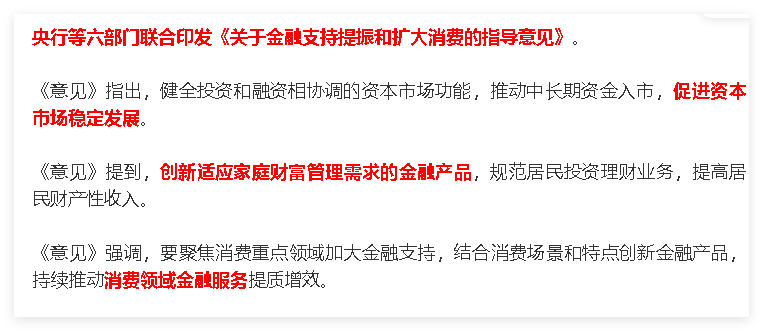 央行等六部门联合印发《关于金融支持提振和扩大消费的指导意见》。
《意见》指出，健全投资和融资相协调的资本市场功能，推动中长期资金入市，促进资本
市场稳定发展。
《意见》提到，创新适应家庭财富管理需求的金融产品，规范居民投资理财业务，提高居
民财产性收入。
《意见》强调，要聚焦消费重点领域加大金融支持，结合消费场景和特点创新金融产品，
持续推动消费领域金融服务提质增效。